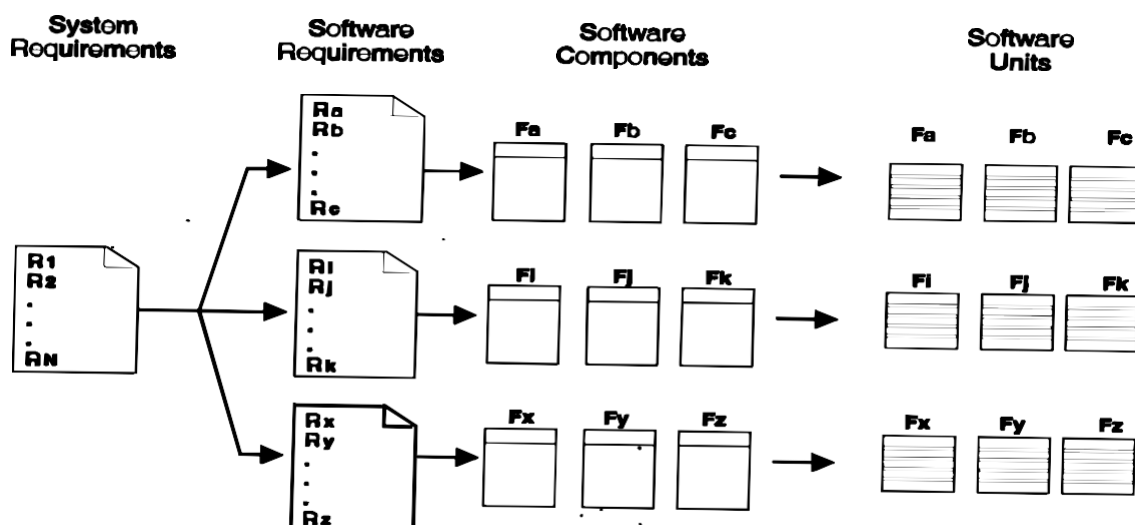 System
Requirements
Software
Requirements
Software
Components
Software
Units
R1
R2
.
.
.
RN
Ra
Rb
.
.
.
Rc
Fa Fb Fc
Fa Fb Fc
Ri
Rj
.
.
.
Rk
Fi Fj Fk
Fi Fj Fk
Rx
Ry
.
.
.
Rz
Fx Fy Fz
Fx Fy Fz